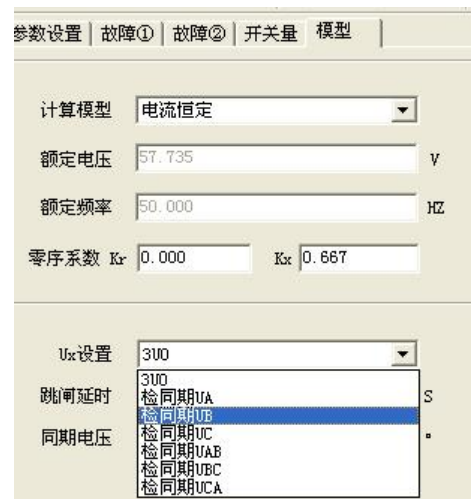 参数设置 故障① 故障② 开关量 模型
计算模型 电流恒定
额定电压 57.735 V
额定频率 50.000 HZ
零序系数 Kr 0.000 Kx 0.667
Ux设置 3U0
3U0
跳闸延时 检同期UA S
检同期UB
同期电压 检同期UC °
检同期UAB
检同期UBC
检同期UCA